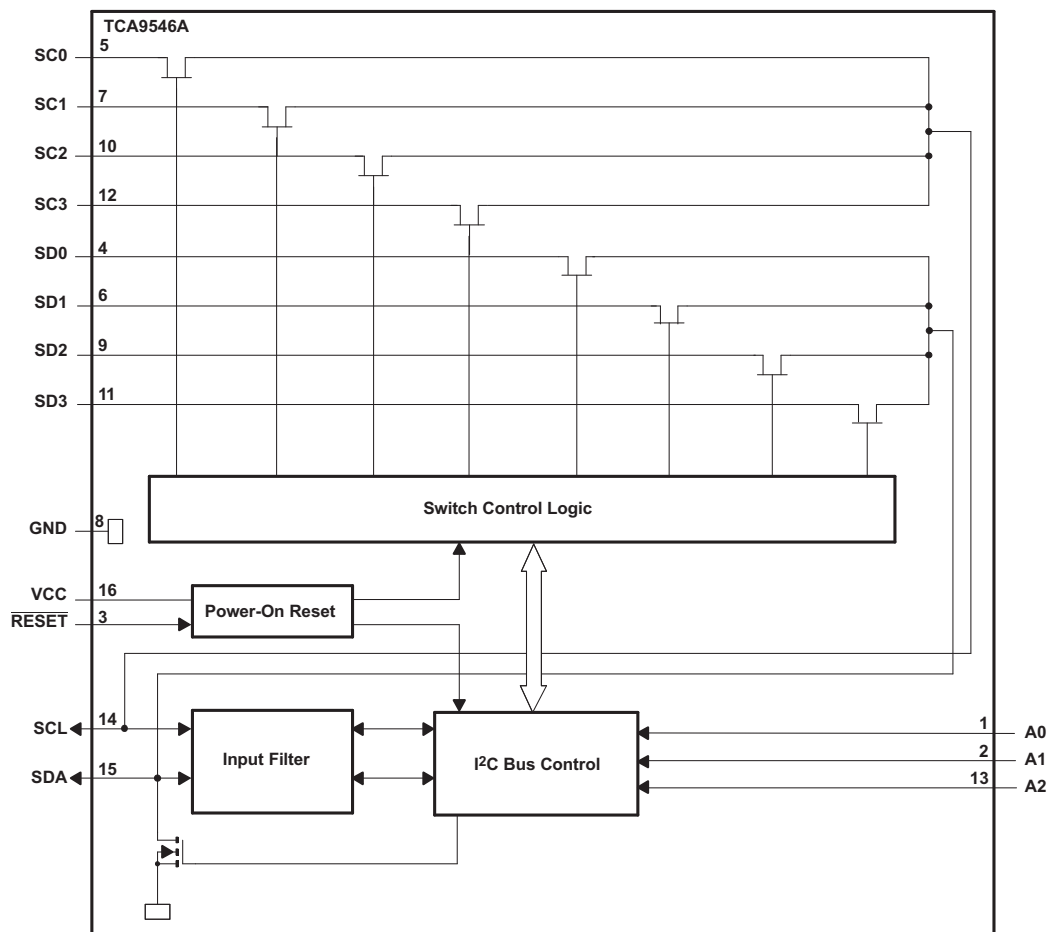 TCA9546A
SC0 5
SC1 7
SC2 10
SC3 12
SD0 4
SD1 6
SD2 9
SD3 11
Switch Control Logic
GND 8
VCC 16
RESET 3
Power-On Reset
SCL 14
SDA 15
Input Filter
I²C Bus Control
1 A0
2 A1
13 A2